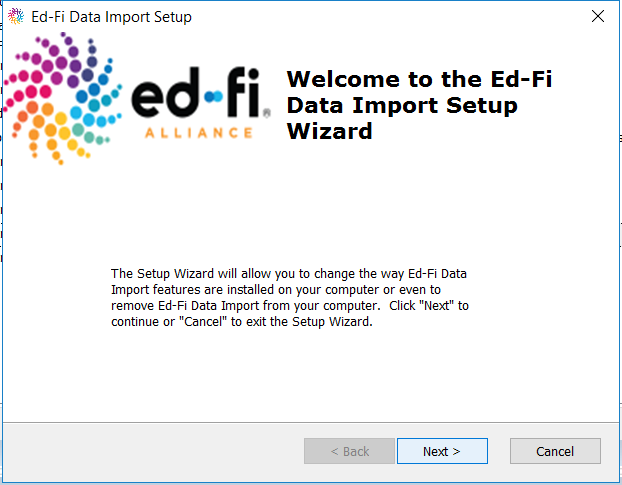 Ed-Fi Data Import Setup
ed-fi
ALLIANCE
Welcome to the Ed-Fi
Data Import Setup
Wizard
The Setup Wizard will allow you to change the way Ed-Fi Data
Import features are installed on your computer or even to
remove Ed-Fi Data Import from your computer.  Click "Next" to
continue or "Cancel" to exit the Setup Wizard.
< Back
Next >
Cancel